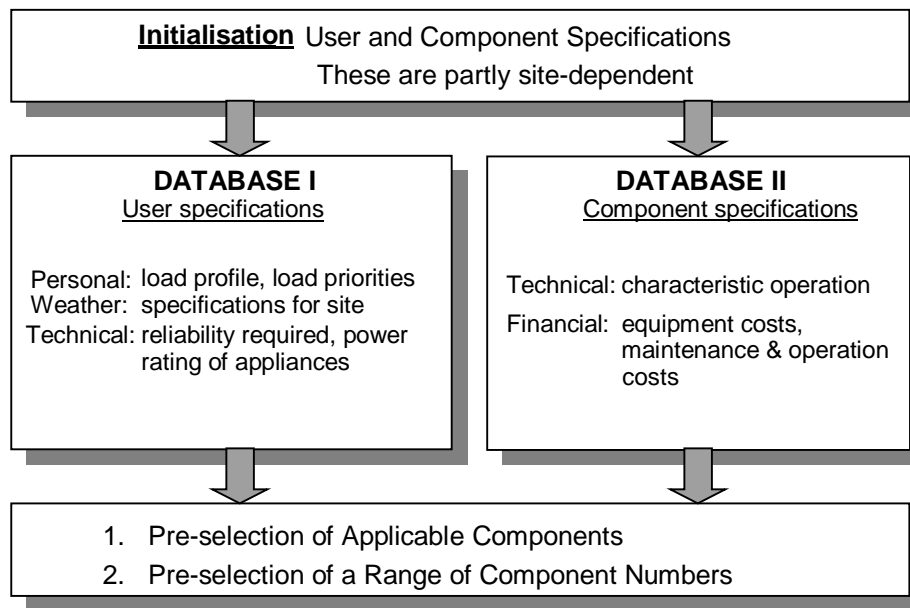 Initialisation User and Component Specifications
These are partly site-dependent
DATABASE I
User specifications
Personal: load profile, load priorities
Weather: specifications for site
Technical: reliability required, power
rating of appliances
DATABASE II
Component specifications
Technical: characteristic operation
Financial: equipment costs,
maintenance & operation
costs
1. Pre-selection of Applicable Components
2. Pre-selection of a Range of Component Numbers